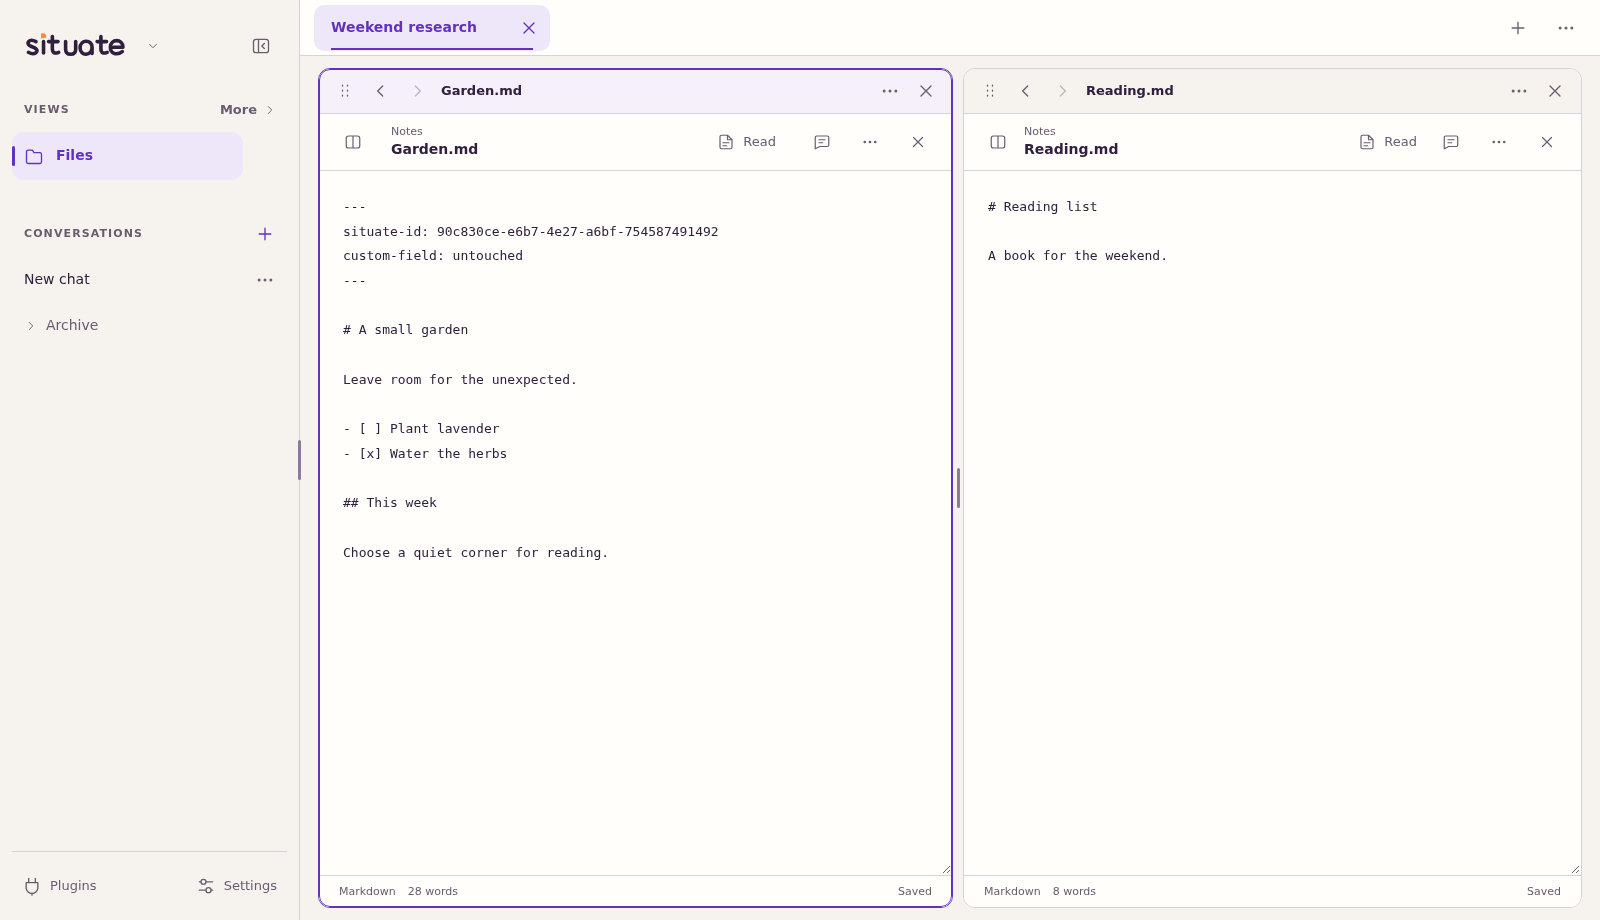 situate
VIEWS
More
Files
CONVERSATIONS
New chat
Archive
Plugins
Settings
Weekend research
Garden.md
Notes
Garden.md
Read
---
situate-id: 90c830ce-e6b7-4e27-a6bf-754587491492
custom-field: untouched
---
# A small garden
Leave room for the unexpected.
- [ ] Plant lavender
- [x] Water the herbs
## This week
Choose a quiet corner for reading.
Markdown 28 words
Saved
Reading.md
Notes
Reading.md
Read
# Reading list
A book for the weekend.
Markdown 8 words
Saved